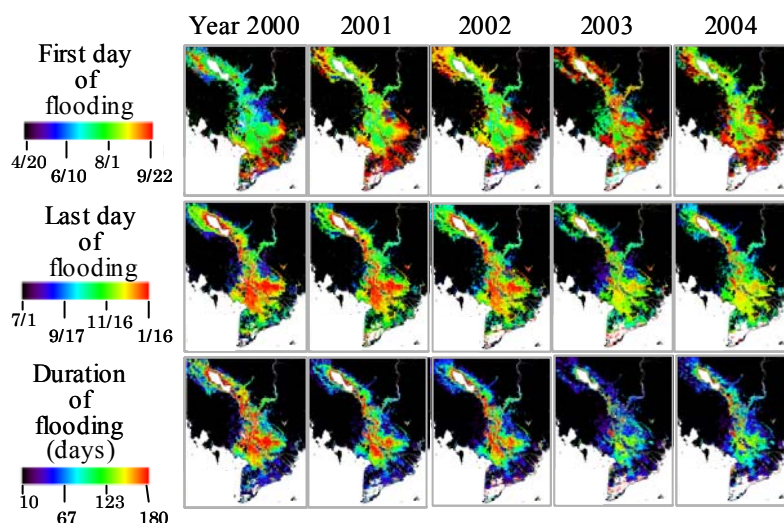 Year 2000 2001 2002 2003 2004
First day
of
flooding
4/20 6/10 8/1 9/22
Last day
of
flooding
7/1 9/17 11/16 1/16
Duration
of
flooding
(days)
10 67 123 180